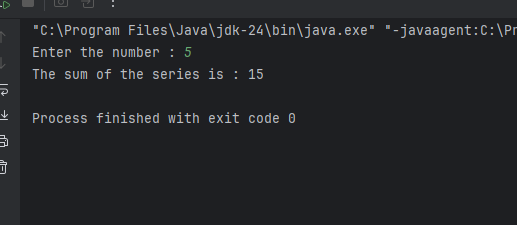 "C:\Program Files\Java\jdk-24\bin\java.exe" "-javaagent:C:\Pr
Enter the number : 5
The sum of the series is : 15
Process finished with exit code 0